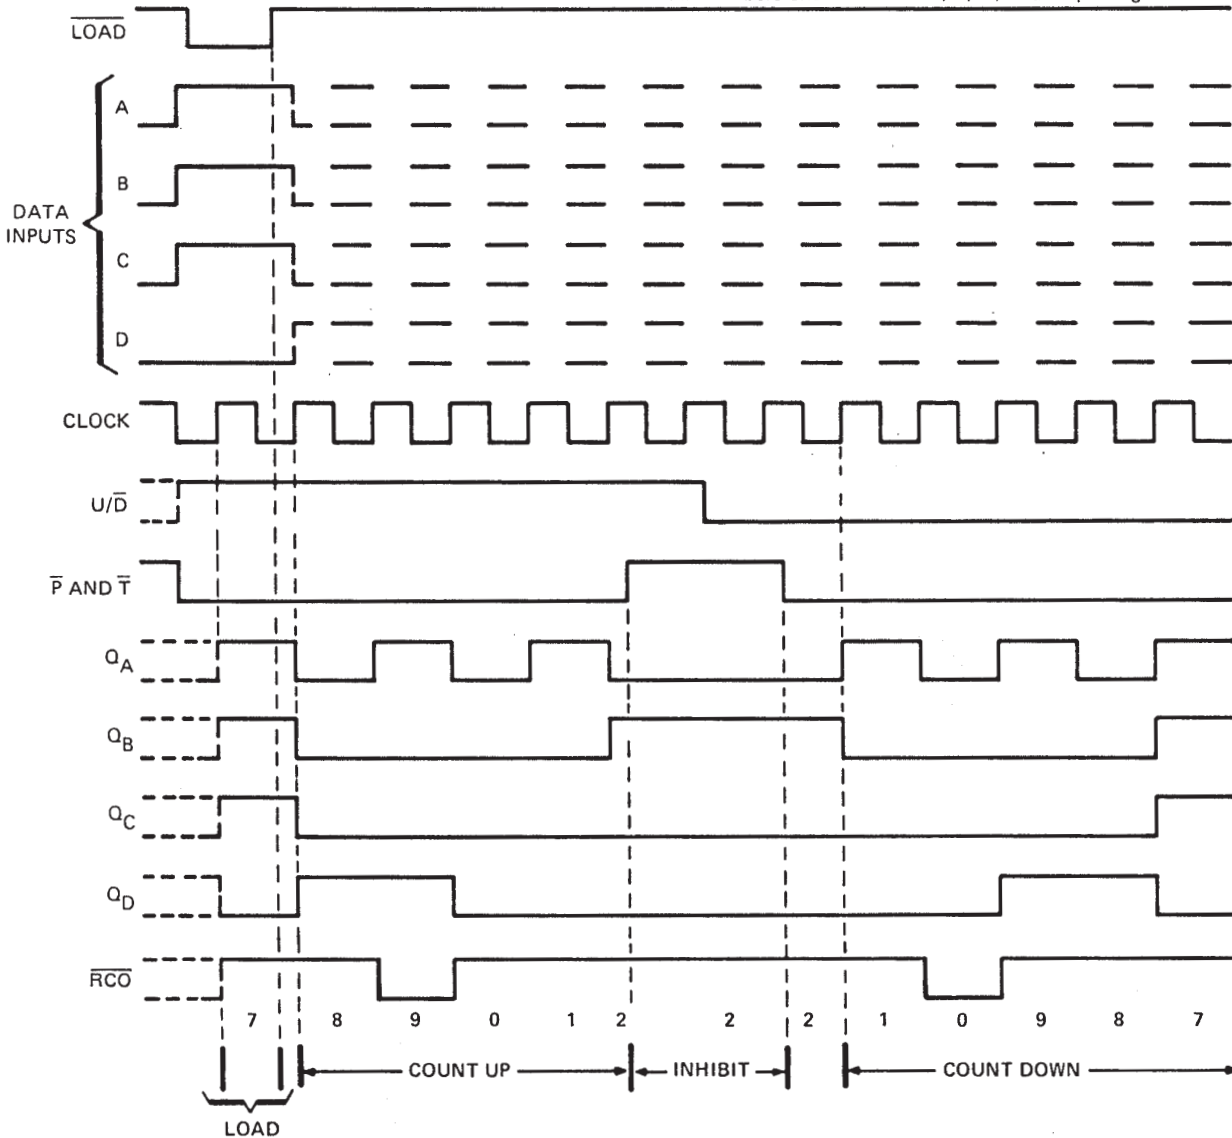 LOAD
A
B
DATA
INPUTS
C
D
CLOCK
U/D̅
P̅ AND T̅
QA
QB
QC
QD
RCO
7 8 9 0 1 2 2 2 1 0 9 8 7
COUNT UP INHIBIT COUNT DOWN
LOAD